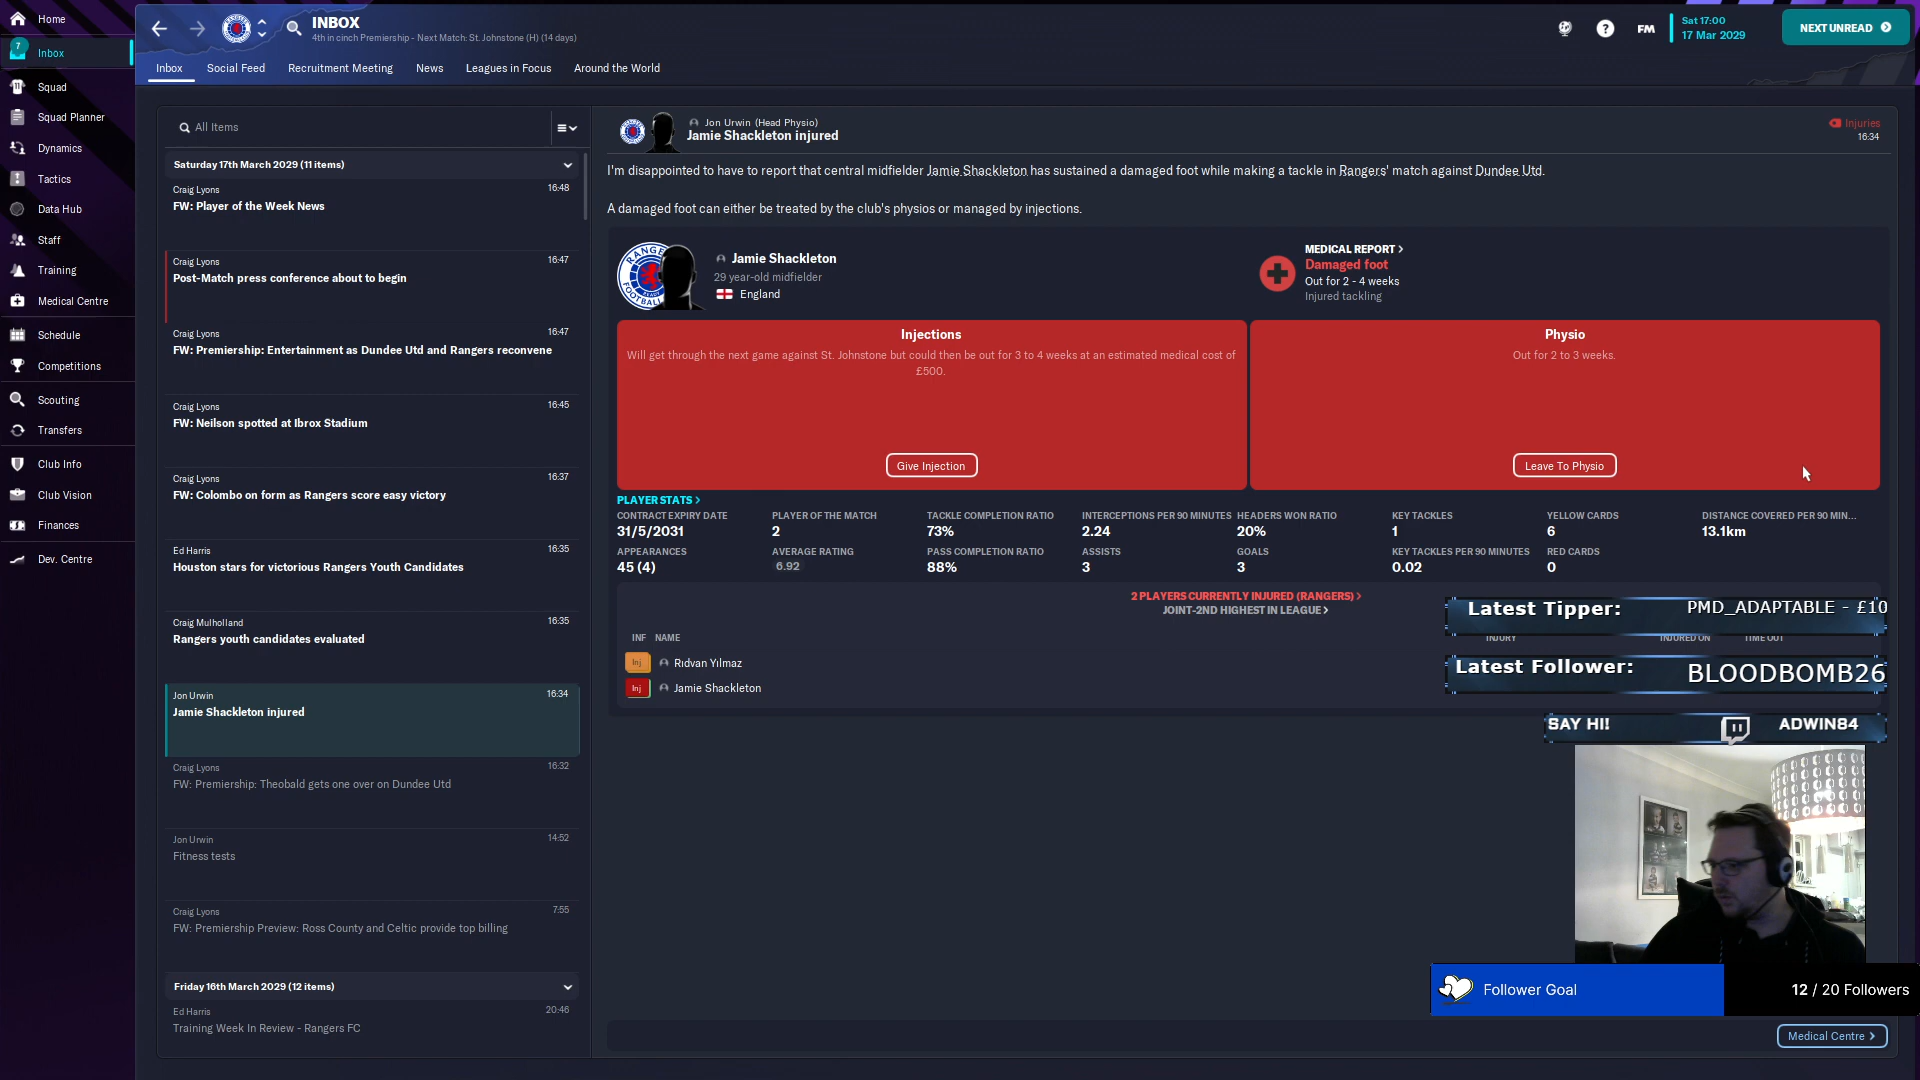 Home
7
Inbox
Squad
Squad Planner
Dynamics
Tactics
Data Hub
Staff
Training
Medical Centre
Schedule
Competitions
Scouting
Transfers
Club Info
Club Vision
Finances
Dev. Centre
INBOX
4th in cinch Premiership - Next Match: St. Johnstone (H) (14 days)
FM
Sat 17:00
17 Mar 2029
NEXT UNREAD
Inbox
Social Feed
Recruitment Meeting
News
Leagues in Focus
Around the World
All Items
Saturday 17th March 2029 (11 items)
Craig Lyons 16:48
FW: Player of the Week News
Craig Lyons 16:47
Post-Match press conference about to begin
Craig Lyons 16:47
FW: Premiership: Entertainment as Dundee Utd and Rangers reconvene
Craig Lyons 16:45
FW: Neilson spotted at Ibrox Stadium
Craig Lyons 16:37
FW: Colombo on form as Rangers score easy victory
Ed Harris 16:35
Houston stars for victorious Rangers Youth Candidates
Craig Mulholland 16:35
Rangers youth candidates evaluated
Jon Urwin 16:34
Jamie Shackleton injured
Craig Lyons 16:32
FW: Premiership: Theobald gets one over on Dundee Utd
Jon Urwin 14:52
Fitness tests
Craig Lyons 7:55
FW: Premiership Preview: Ross County and Celtic provide top billing
Friday 16th March 2029 (12 items)
Ed Harris 20:46
Training Week In Review - Rangers FC
Jon Urwin (Head Physio)
Jamie Shackleton injured
Injuries
16:34
I'm disappointed to have to report that central midfielder Jamie Shackleton has sustained a damaged foot while making a tackle in Rangers' match against Dundee Utd.
A damaged foot can either be treated by the club's physios or managed by injections.
Jamie Shackleton
29 year-old midfielder
England
MEDICAL REPORT >
Damaged foot
Out for 2 - 4 weeks
Injured tackling
Injections
Will get through the next game against St. Johnstone but could then be out for 3 to 4 weeks at an estimated medical cost of
£500.
Give Injection
Physio
Out for 2 to 3 weeks.
Leave To Physio
PLAYER STATS >
CONTRACT EXPIRY DATE PLAYER OF THE MATCH TACKLE COMPLETION RATIO INTERCEPTIONS PER 90 MINUTES HEADERS WON RATIO KEY TACKLES YELLOW CARDS DISTANCE COVERED PER 90 MIN...
31/5/2031 2 73% 2.24 20% 1 6 13.1km
APPEARANCES AVERAGE RATING PASS COMPLETION RATIO ASSISTS GOALS KEY TACKLES PER 90 MINUTES RED CARDS
45 (4) 6.92 88% 3 3 0.02 0
2 PLAYERS CURRENTLY INJURED (RANGERS) >
JOINT-2ND HIGHEST IN LEAGUE >
INF NAME INJURY INJURED ON TIME OUT
Inj Rıdvan Yılmaz
Inj Jamie Shackleton
Latest Tipper: PMD_ADAPTABLE - £10
Latest Follower: BLOODBOMB26
SAY HI! ADWIN84
Follower Goal 12 / 20 Followers
Medical Centre >